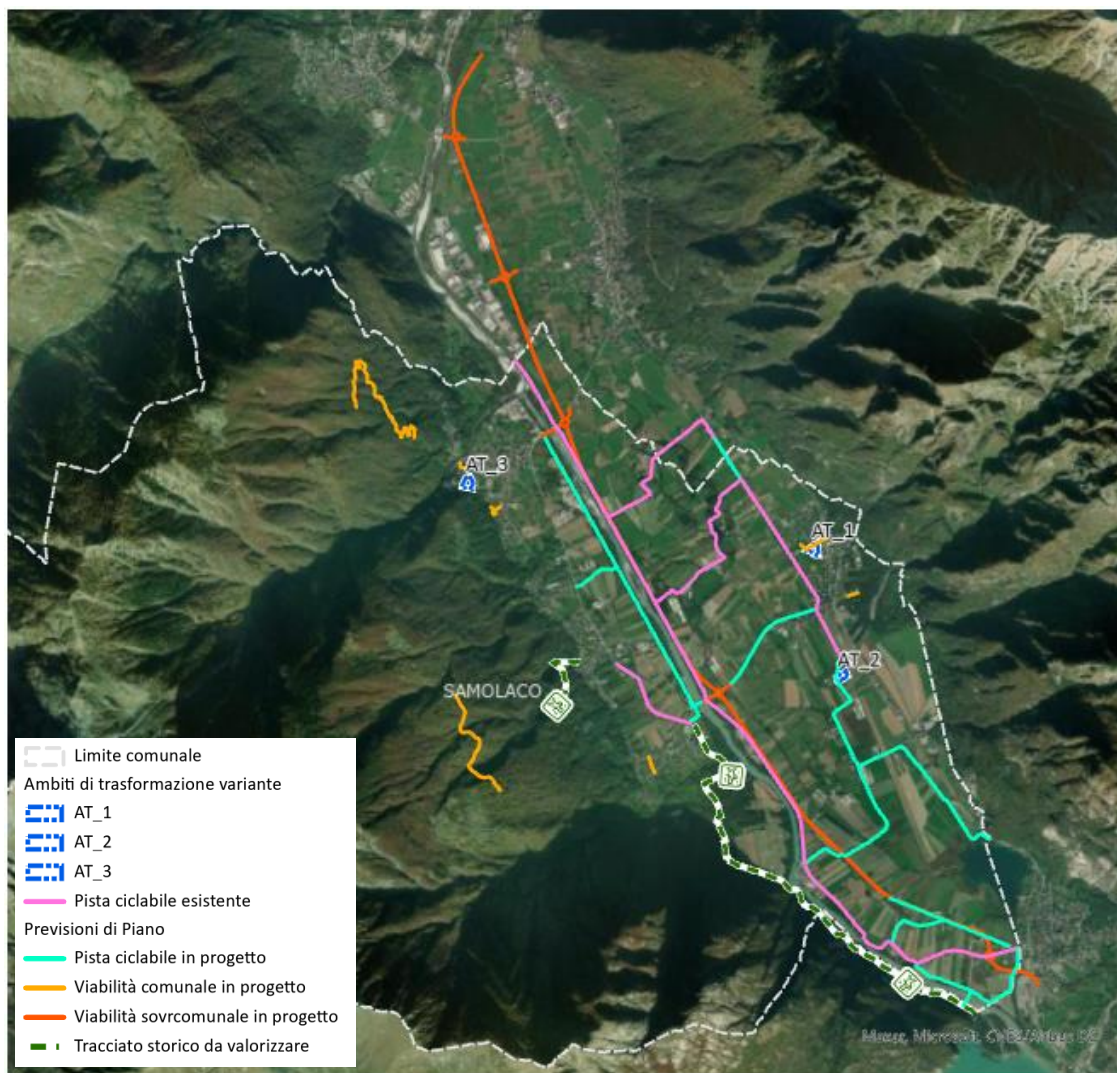 AT_3
AT_1
AT_2
SAMOLACO
Limite comunale
Ambiti di trasformazione variante
AT_1
AT_2
AT_3
Pista ciclabile esistente
Previsioni di Piano
Pista ciclabile in progetto
Viabilità comunale in progetto
Viabilità sovrcomunale in progetto
Tracciato storico da valorizzare
Microsoft,